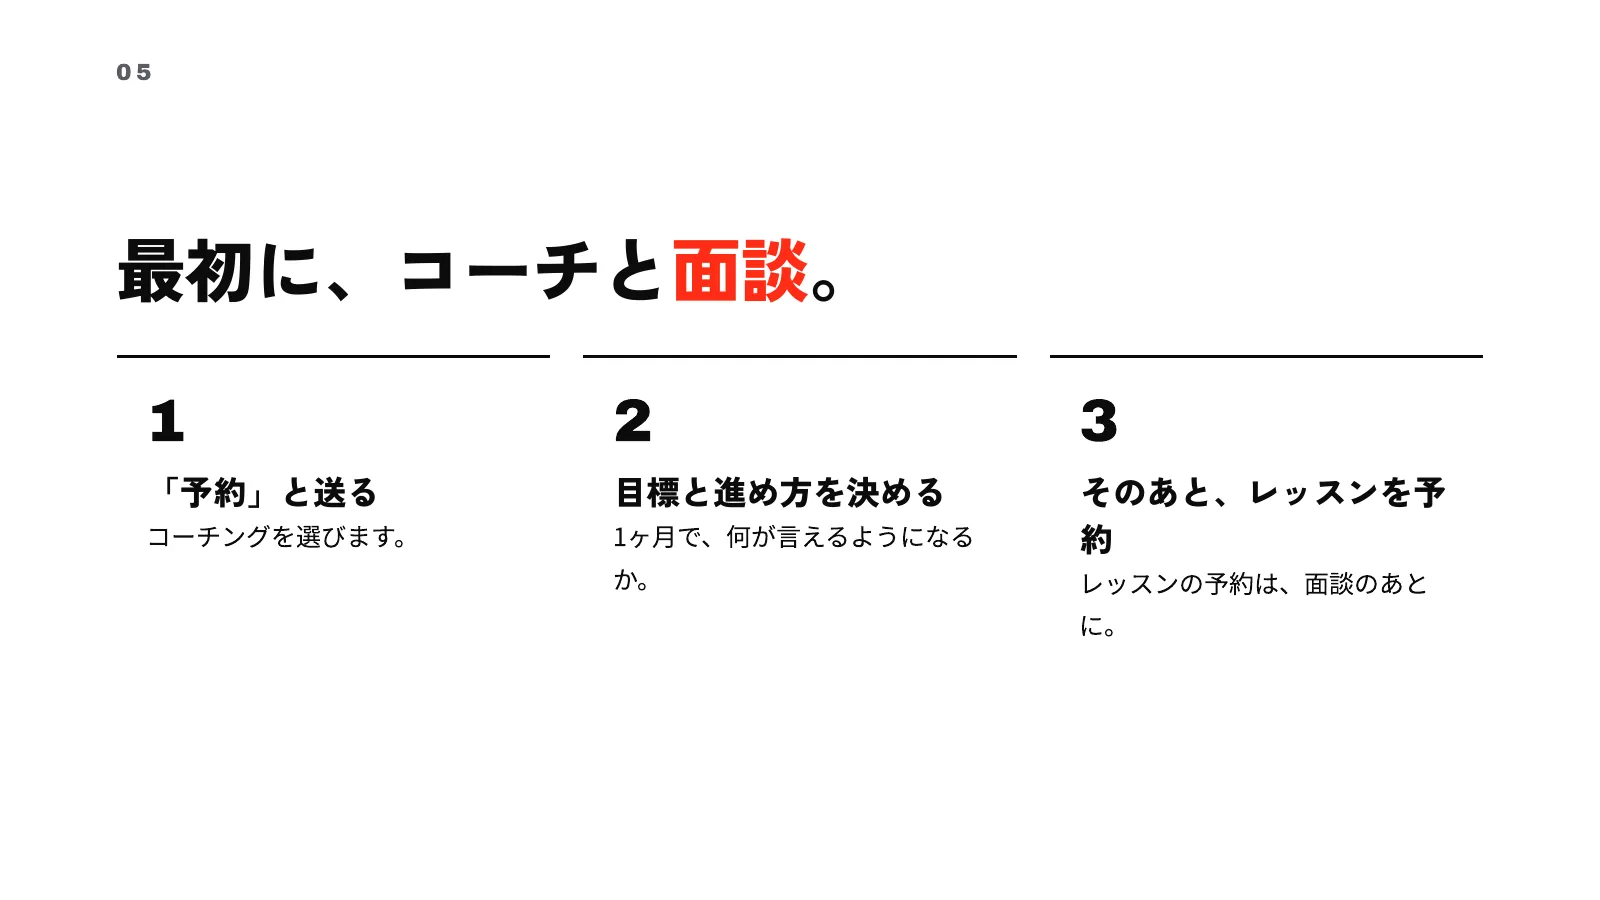 05
最初に、コーチと面談。
1
「予約」と送る
コーチングを選びます。
2
目標と進め方を決める
1ヶ月で、何が言えるようになる
か。
3
そのあと、レッスンを予
約
レッスンの予約は、面談のあと
に。